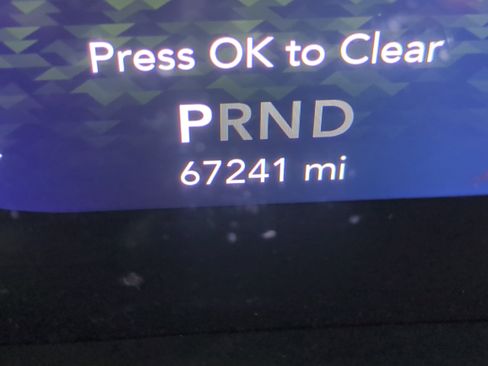 Press OK to Clear
PRND
67241 mi